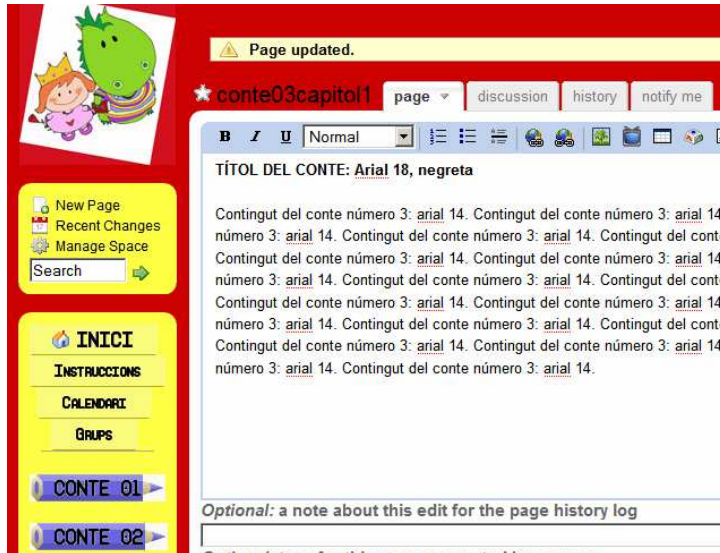 Page updated.
conte03capitol1 page discussion history notify me
B I U Normal
TÍTOL DEL CONTE: Arial 18, negreta
Contingut del conte número 3: arial 14. Contingut del conte número 3: arial 14
número 3: arial 14. Contingut del conte número 3: arial 14. Contingut del cont
Contingut del conte número 3: arial 14. Contingut del conte número 3: arial 14
número 3: arial 14. Contingut del conte número 3: arial 14. Contingut del cont
Contingut del conte número 3: arial 14. Contingut del conte número 3: arial 14
número 3: arial 14. Contingut del conte número 3: arial 14. Contingut del cont
Contingut del conte número 3: arial 14. Contingut del conte número 3: arial 14
número 3: arial 14. Contingut del conte número 3: arial 14.
Optional: a note about this edit for the page history log
New Page
Recent Changes
Manage Space
Search
INICI
INSTRUCCIONS
CALENDARI
GRUPS
CONTE 01
CONTE 02